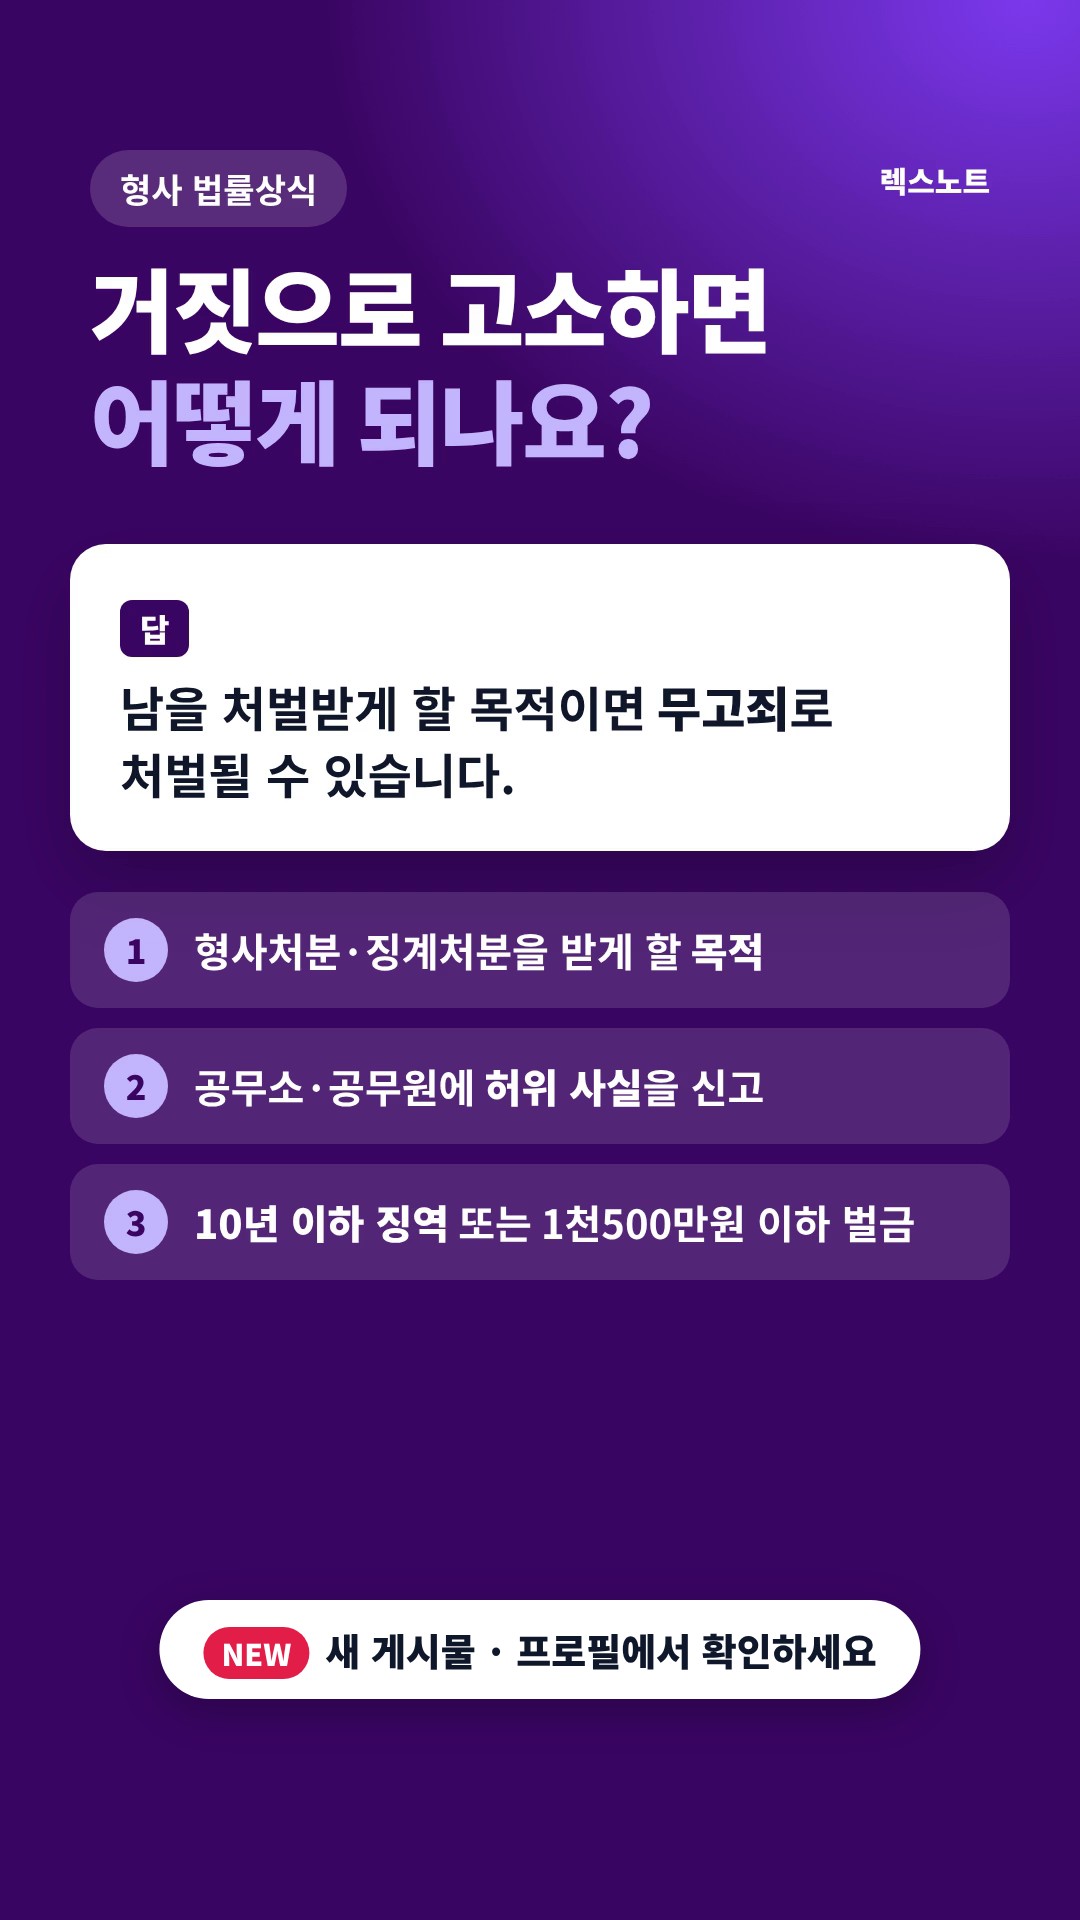 형사 법률상식
렉스노트
거짓으로 고소하면
어떻게 되나요?
답
남을 처벌받게 할 목적이면 무고죄로
처벌될 수 있습니다.
1 형사처분·징계처분을 받게 할 목적
2 공무소·공무원에 허위 사실을 신고
3 10년 이하 징역 또는 1천500만원 이하 벌금
NEW 새 게시물 · 프로필에서 확인하세요